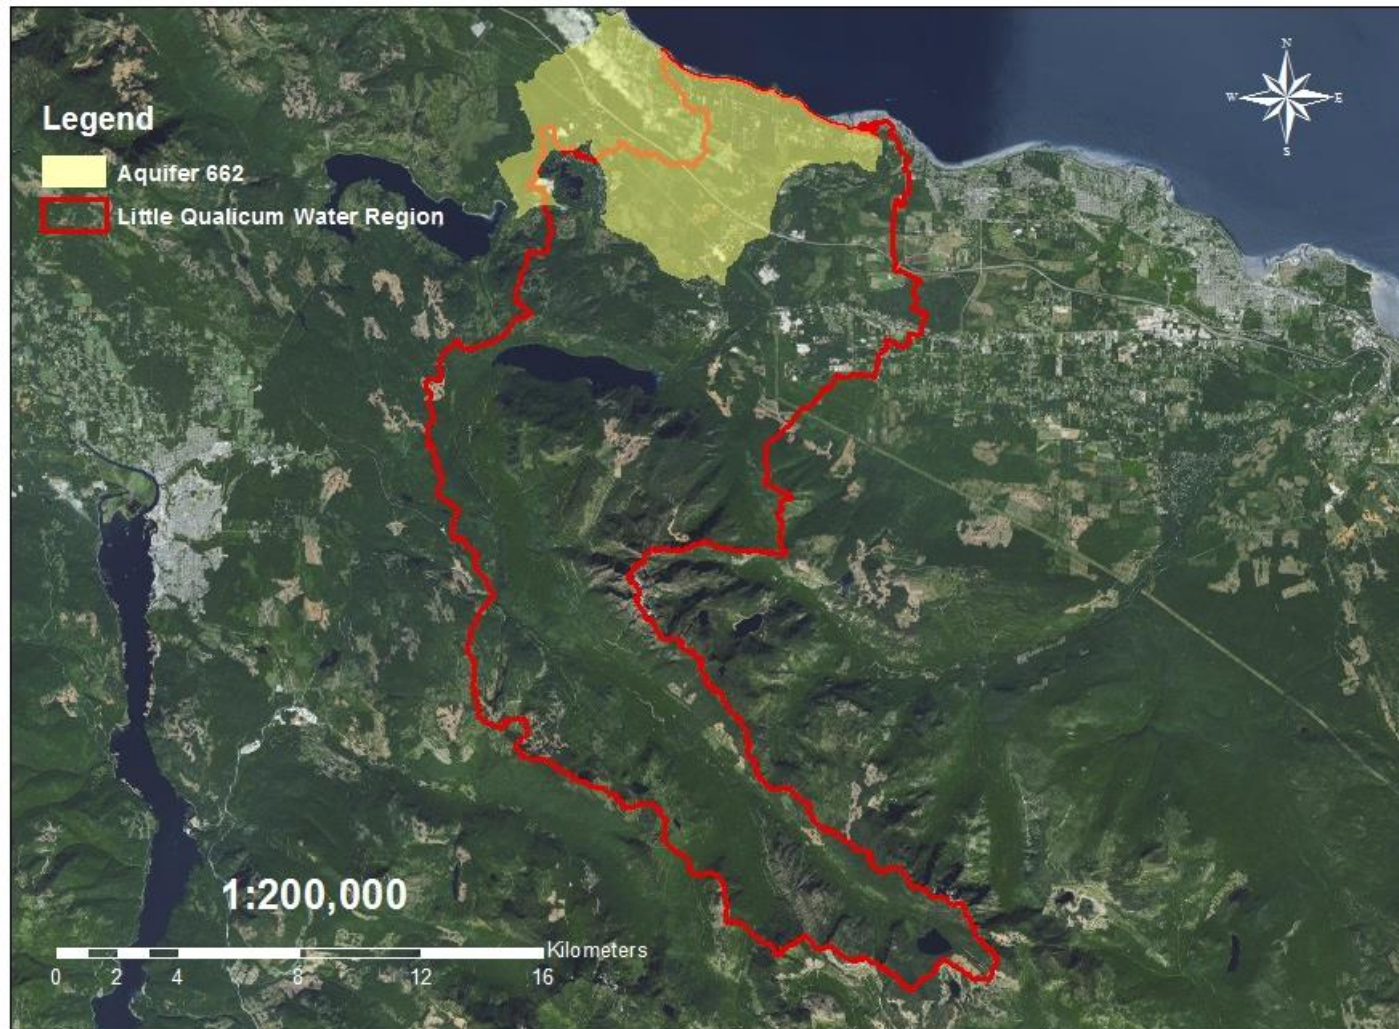 N
W E
S
Legend
Aquifer 662
Little Qualicum Water Region
1:200,000
Kilometers
0 2 4 8 12 16